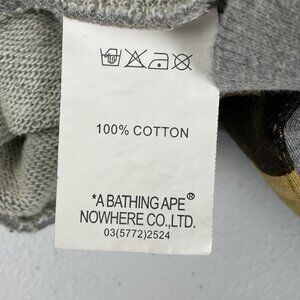 100% COTTON
*A BATHING APE®
NOWHERE CO.,LTD.
03(5772)2524